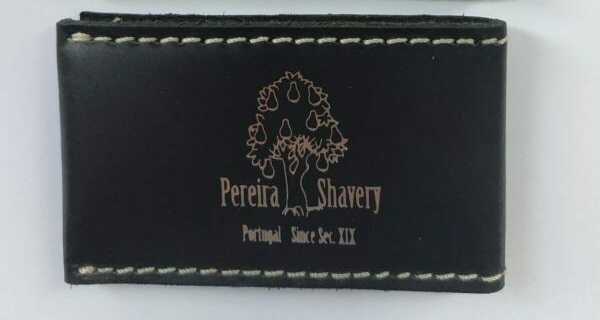 Pereira Shavery
Portugal Since Sec. XIX